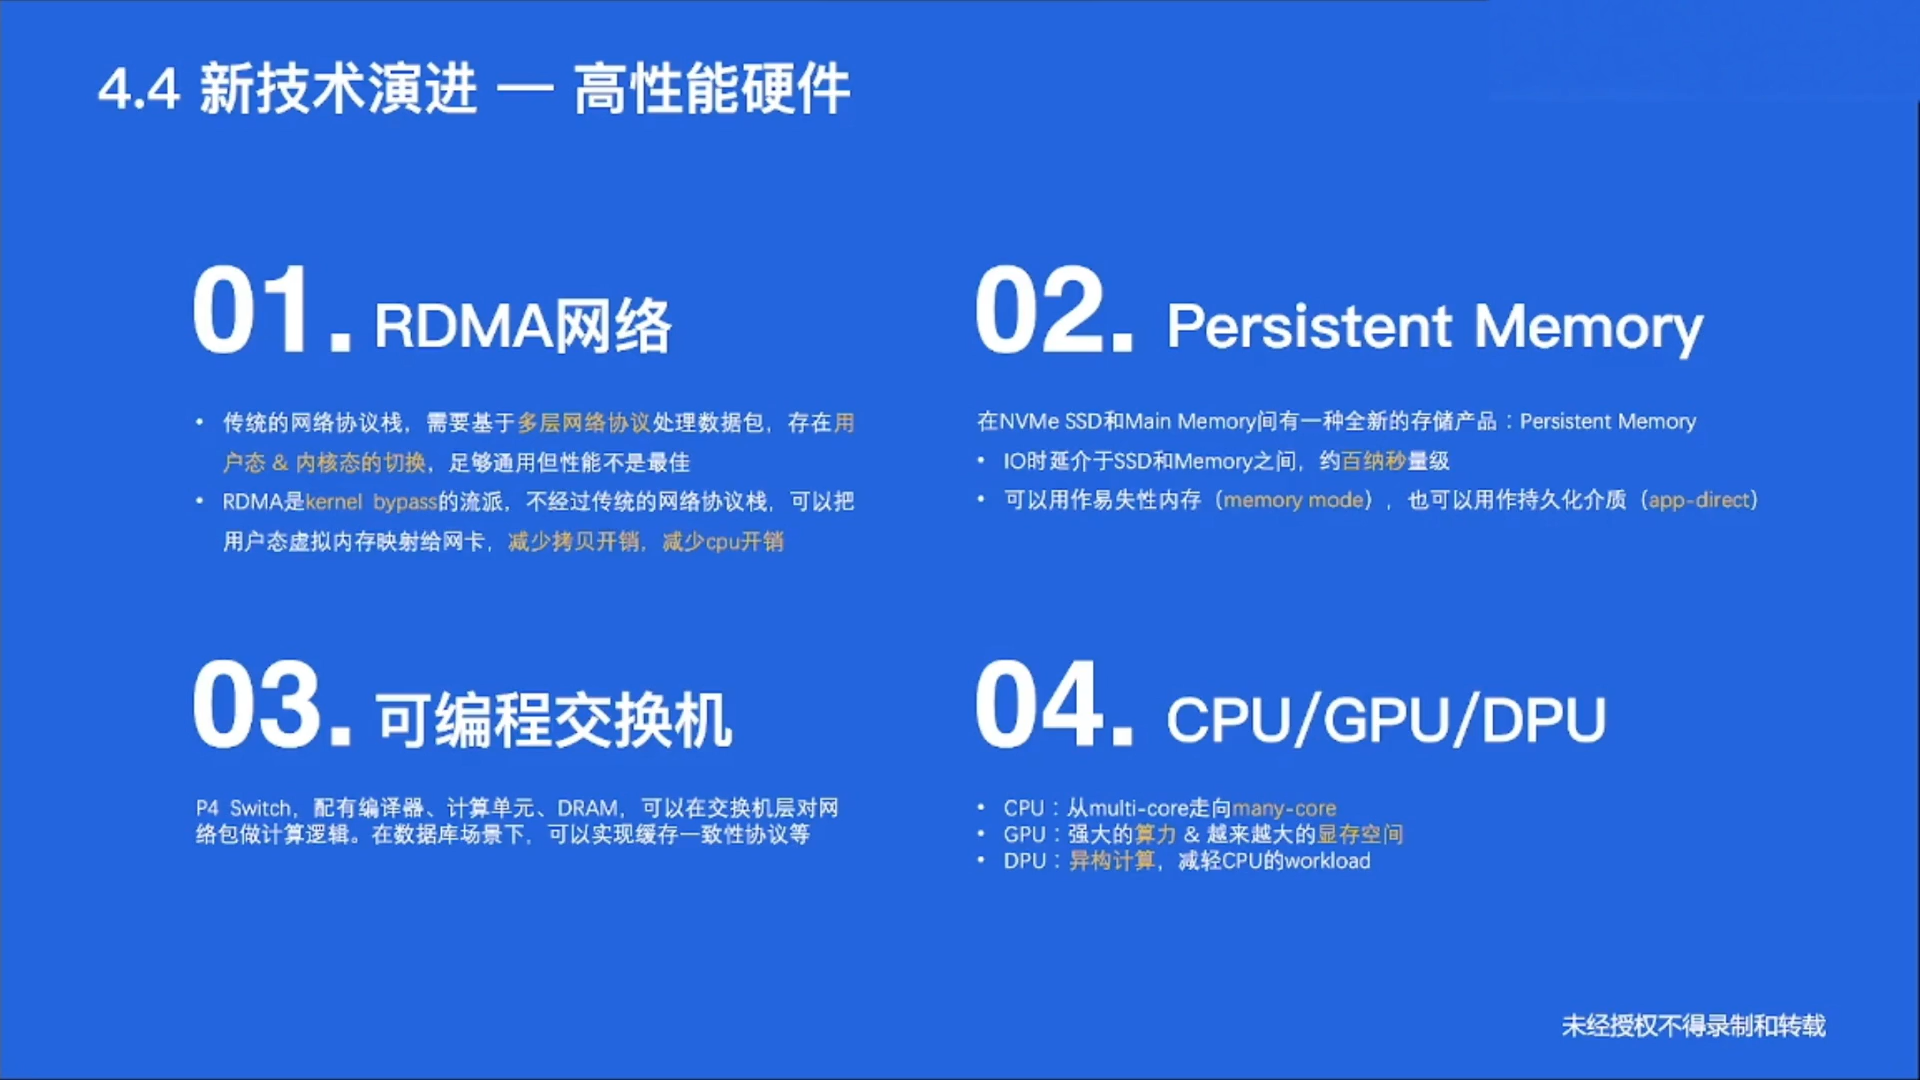 4.4 新技术演进 — 高性能硬件
01. RDMA网络
• 传统的网络协议栈，需要基于多层网络协议处理数据包，存在用
户态 & 内核态的切换，足够通用但性能不是最佳
• RDMA是kernel bypass的流派，不经过传统的网络协议栈，可以把
用户态虚拟内存映射给网卡，减少拷贝开销，减少cpu开销
02. Persistent Memory
在NVMe SSD和Main Memory间有一种全新的存储产品：Persistent Memory
• IO时延介于SSD和Memory之间，约百纳秒量级
• 可以用作易失性内存（memory mode），也可以用作持久化介质（app-direct）
03. 可编程交换机
P4 Switch，配有编译器、计算单元、DRAM，可以在交换机层对网
络包做计算逻辑。在数据库场景下，可以实现缓存一致性协议等
04. CPU/GPU/DPU
• CPU：从multi-core走向many-core
• GPU：强大的算力 & 越来越大的显存空间
• DPU：异构计算，减轻CPU的workload
未经授权不得录制和转载